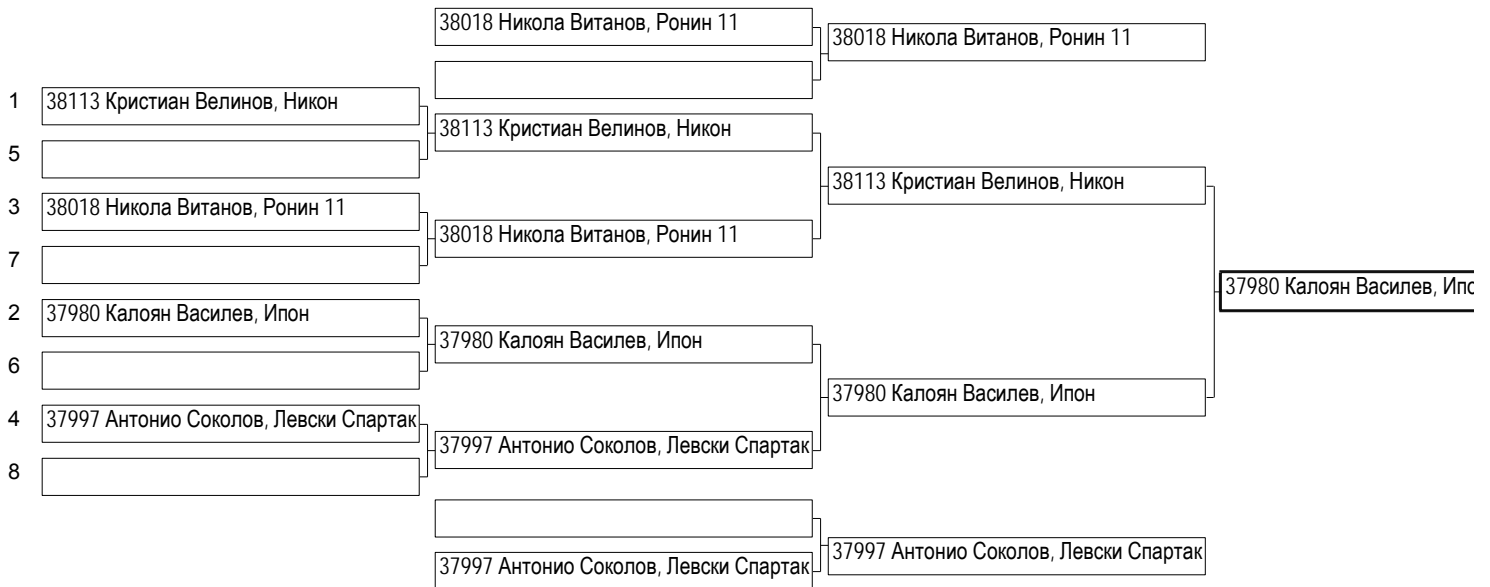 38018 Никола Витанов, Ронин 11
38018 Никола Витанов, Ронин 11
1 38113 Кристиан Велинов, Никон
38113 Кристиан Велинов, Никон
5
38113 Кристиан Велинов, Никон
3 38018 Никола Витанов, Ронин 11
38018 Никола Витанов, Ронин 11
7
37980 Калоян Василев, Ипо
2 37980 Калоян Василев, Ипон
37980 Калоян Василев, Ипон
6
37980 Калоян Василев, Ипон
4 37997 Антонио Соколов, Левски Спартак
37997 Антонио Соколов, Левски Спартак
8
37997 Антонио Соколов, Левски Спартак
37997 Антонио Соколов, Левски Спартак